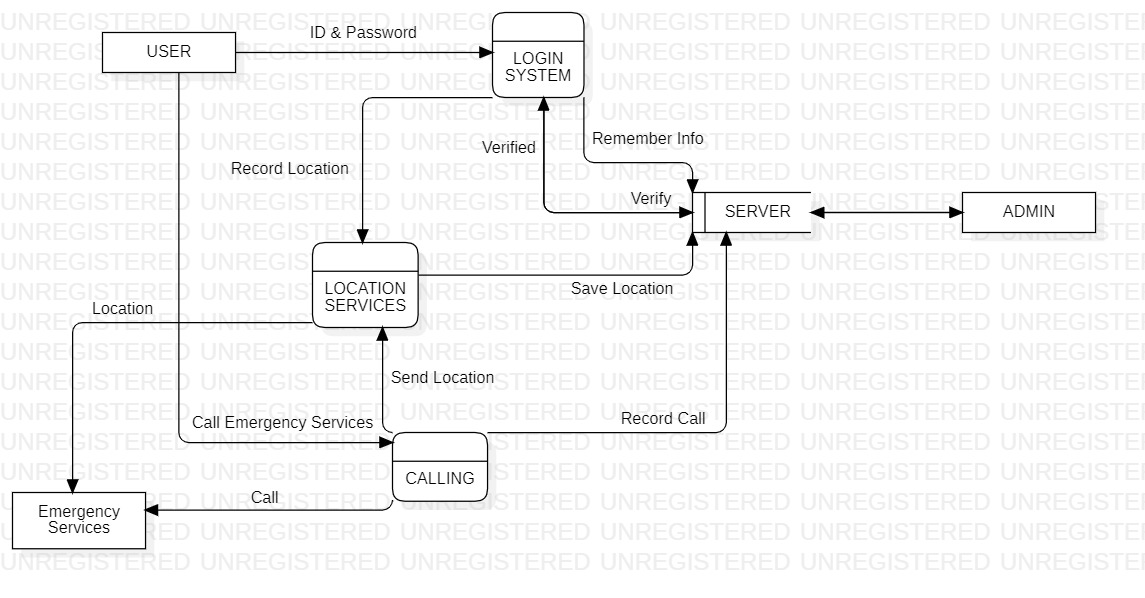 ID & Password
USER
LOGIN
SYSTEM
Remember Info
Verified
Record Location
Verify
SERVER
ADMIN
LOCATION
SERVICES
Save Location
Location
Send Location
Call Emergency Services
Record Call
CALLING
Call
Emergency
Services
UNREGISTERED